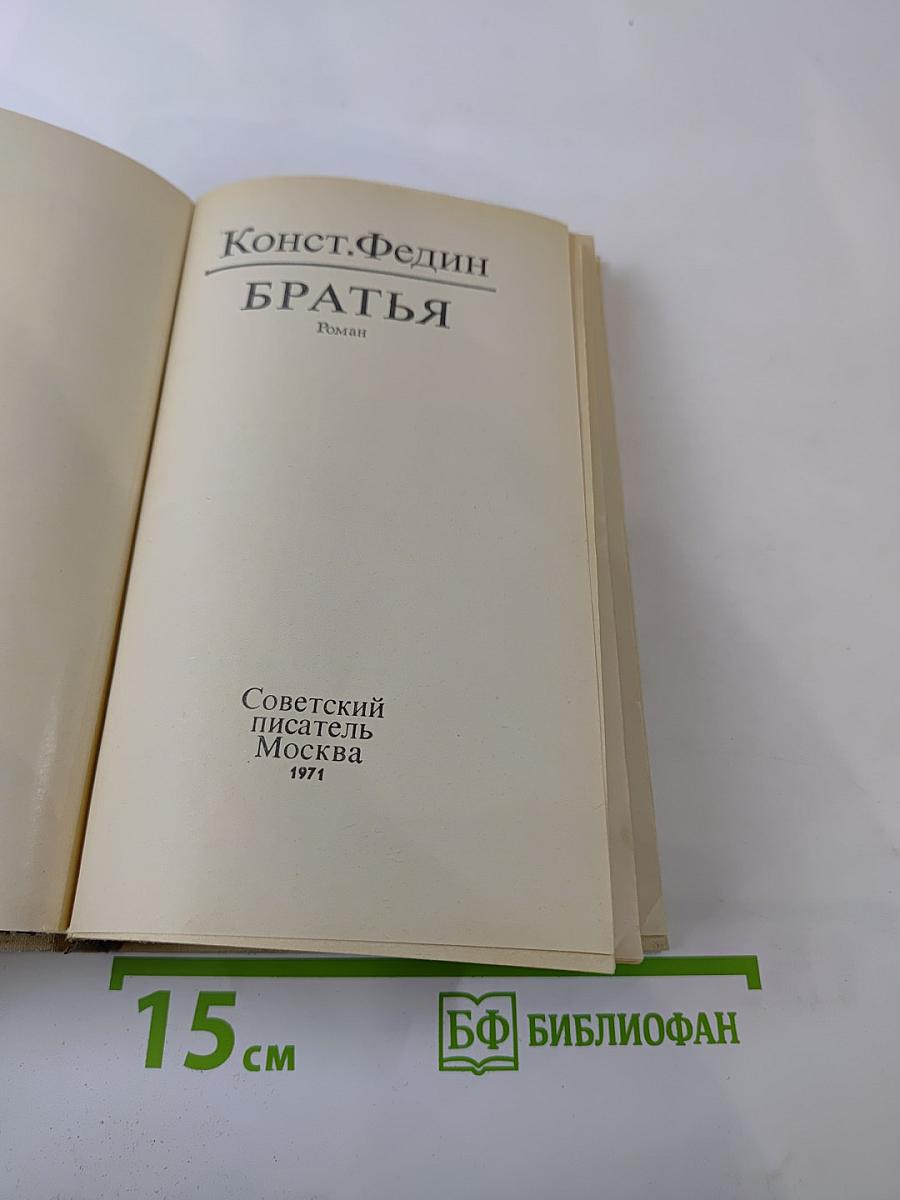 Конст.Федин
БРАТЬЯ
Роман
Советский
писатель
Москва
1971
15 см
БФ БИБЛИОФАН